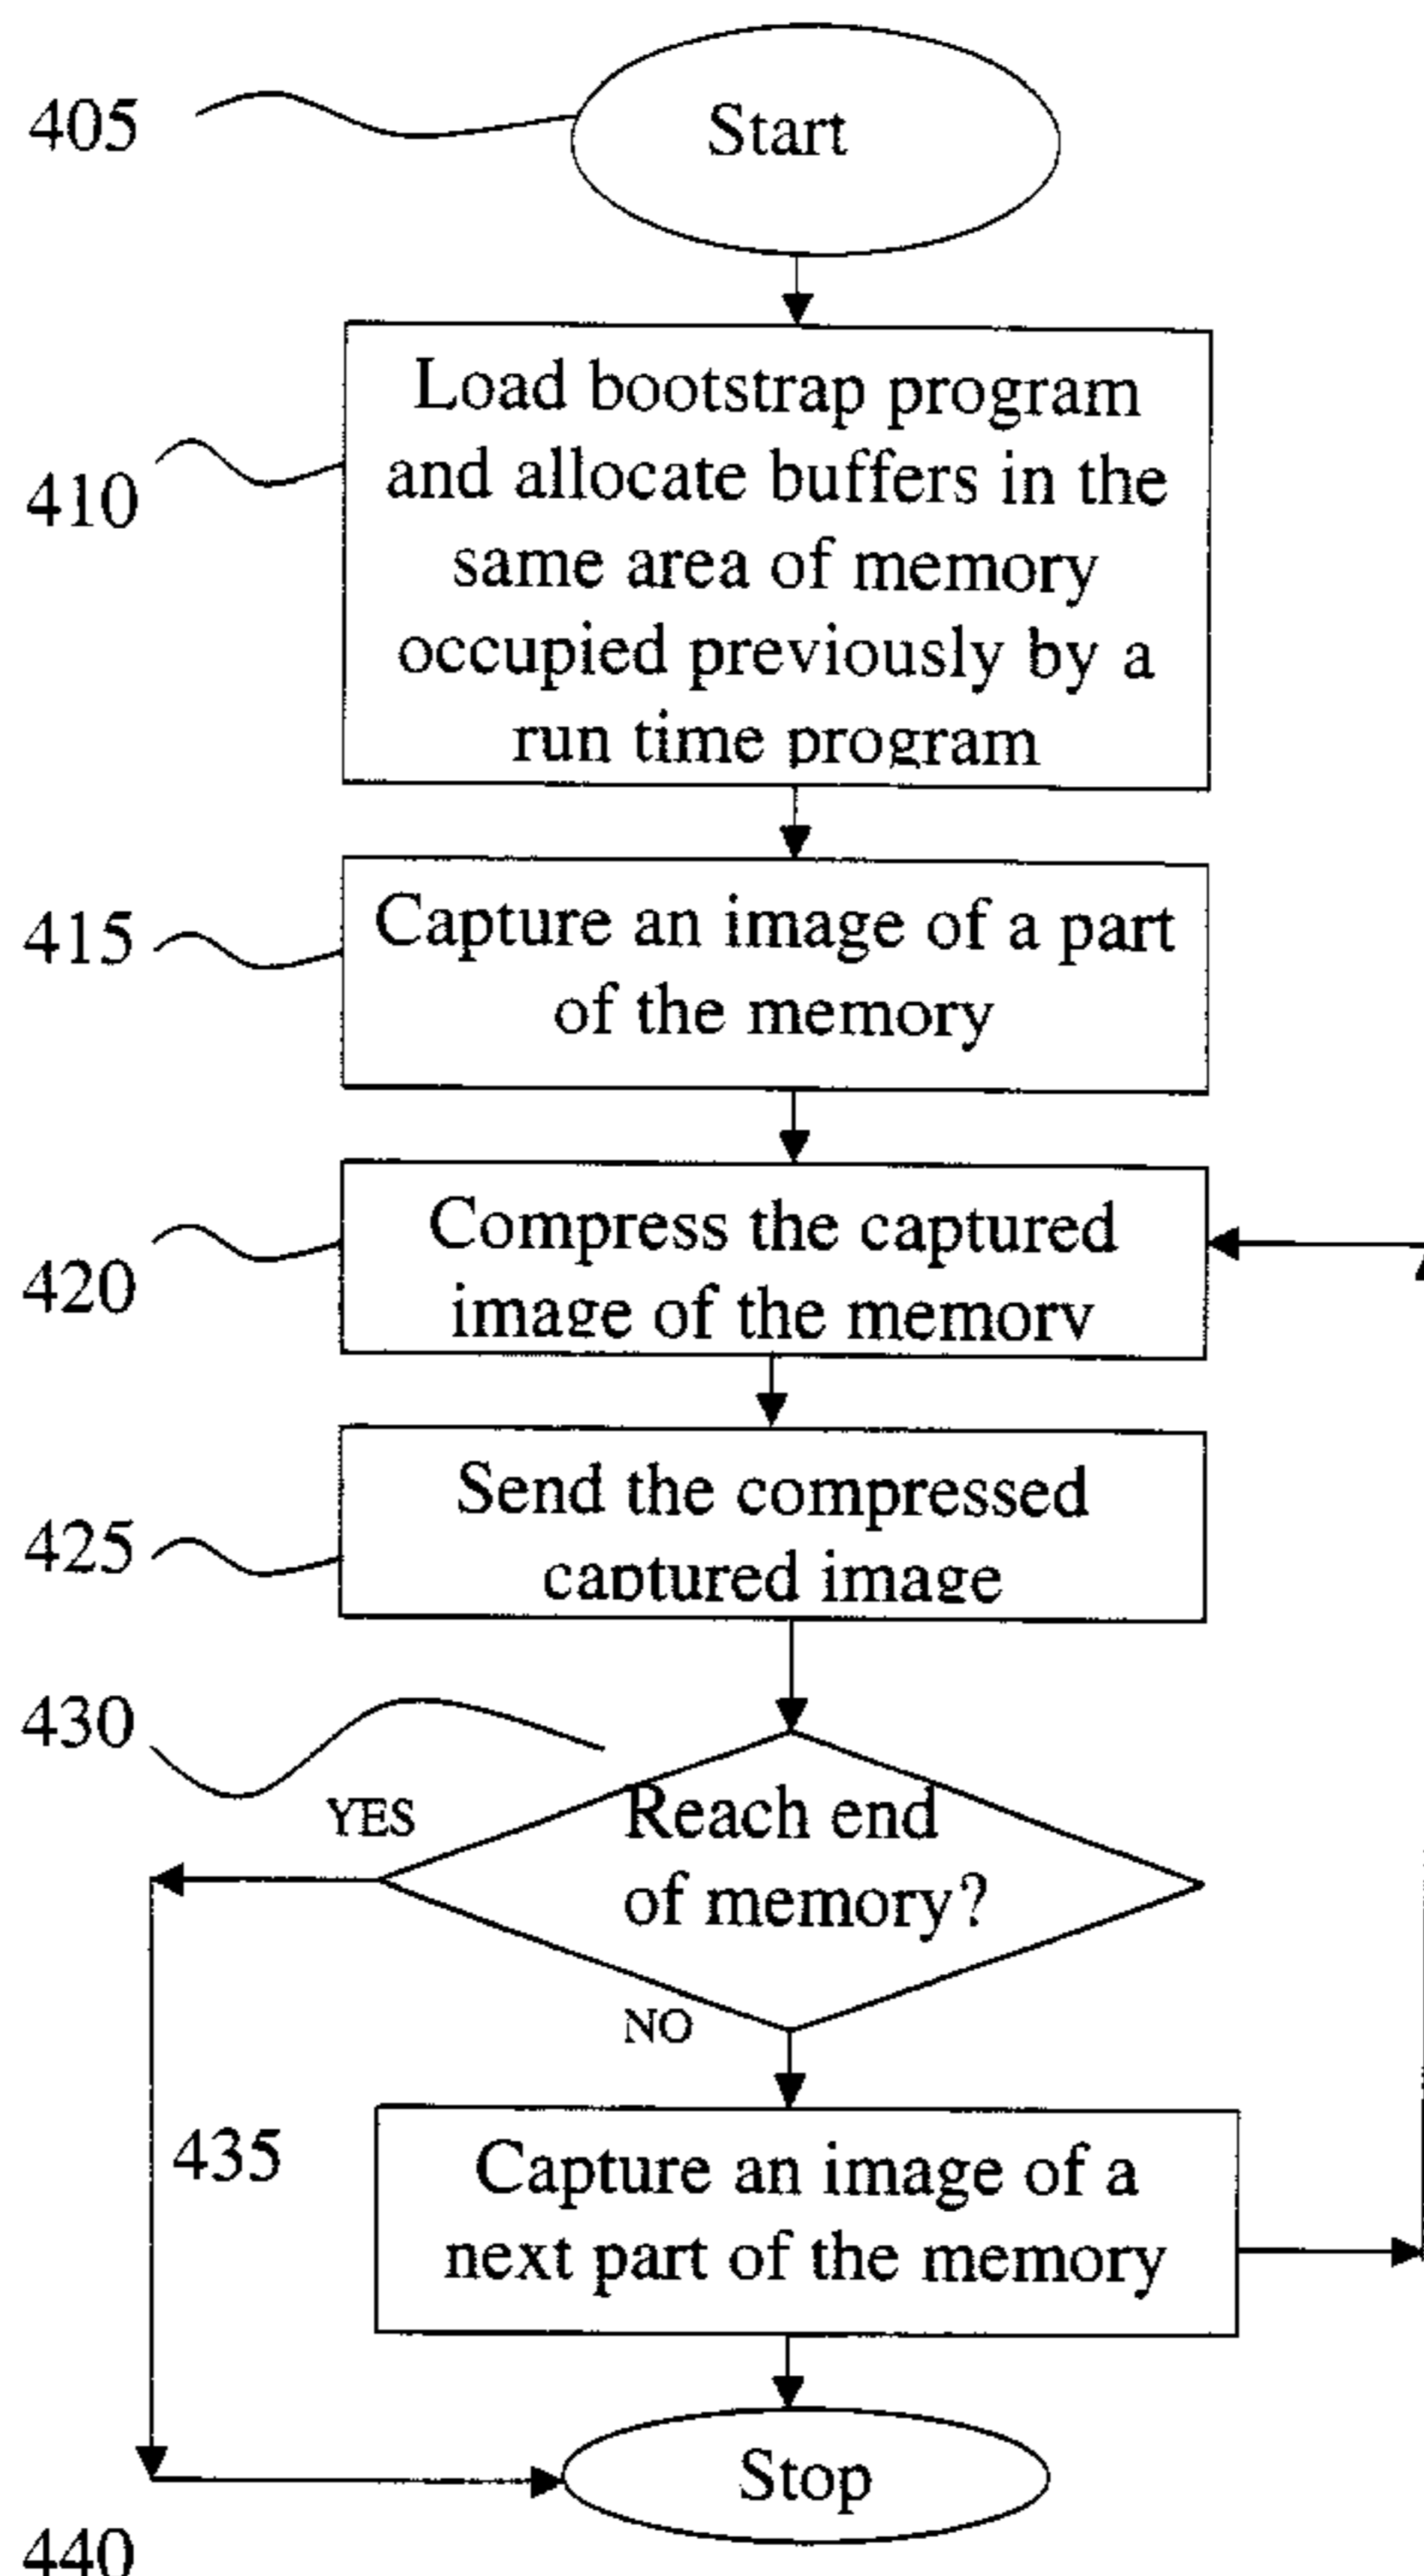 405
Start
Load bootstrap program
and allocate buffers in the
410
same area of memory
occupied previously by a
run time program
415
Capture an image of a part
of the memory
Compress the captured
420
image of the memory
Send the compressed
425
captured image
430
YES
Reach end
of memory?
NO
435
Capture an image of a
next part of the memory
Stop
440